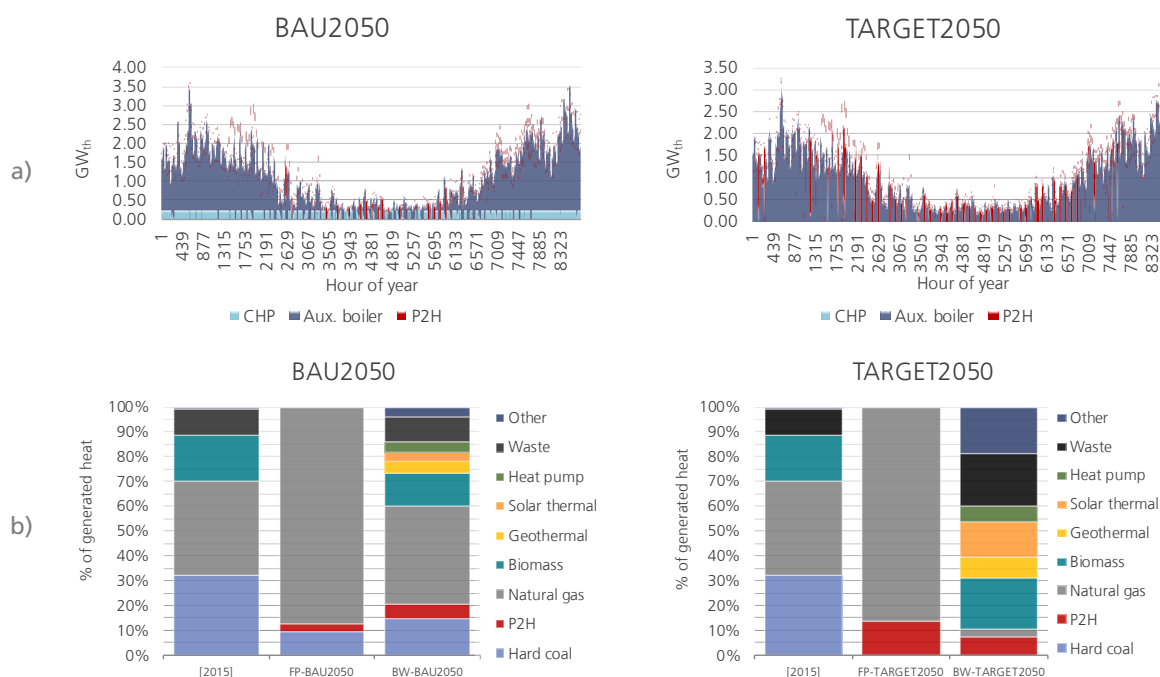 BAU2050
TARGET2050
a)
GWth
4.00
3.50
3.00
2.50
2.00
1.50
1.00
0.50
0.00
1
439
877
1315
1753
2191
2629
3067
3505
3943
4381
4819
5257
5695
6133
6571
7009
7447
7885
8323
Hour of year
CHP Aux. boiler P2H
GWth
3.50
3.00
2.50
2.00
1.50
1.00
0.50
0.00
1
439
877
1315
1753
2191
2629
3067
3505
3943
4381
4819
5257
5695
6133
6571
7009
7447
7885
8323
Hour of year
CHP Aux. boiler P2H
b)
BAU2050
% of generated heat
100%
90%
80%
70%
60%
50%
40%
30%
20%
10%
0%
[2015] FP-BAU2050 BW-BAU2050
Other
Waste
Heat pump
Solar thermal
Geothermal
Biomass
Natural gas
P2H
Hard coal
TARGET2050
% of generated heat
100%
90%
80%
70%
60%
50%
40%
30%
20%
10%
0%
[2015] FP-TARGET2050 BW-TARGET2050
Other
Waste
Heat pump
Solar thermal
Geothermal
Biomass
Natural gas
P2H
Hard coal